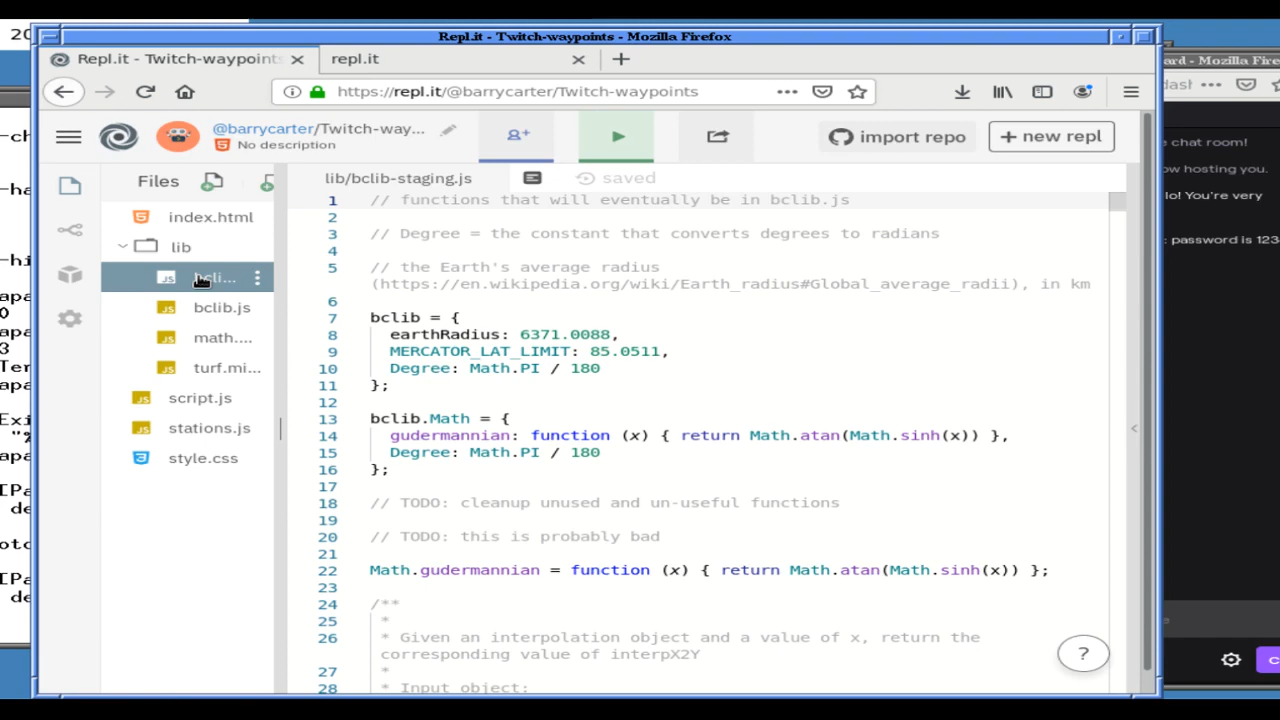 Repl.it - Twitch-waypoints - Mozilla Firefox
Repl.it - Twitch-waypoints
repl.it
https://repl.it/@barrycarter/Twitch-waypoints
@barrycarter/Twitch-way...
No description
import repo
+ new repl
Files
index.html
lib
bcli...
bclib.js
math....
turf.mi...
script.js
stations.js
style.css
lib/bclib-staging.js
saved
1 // functions that will eventually be in bclib.js
2
3 // Degree = the constant that converts degrees to radians
4
5 // the Earth's average radius
(https://en.wikipedia.org/wiki/Earth_radius#Global_average_radii), in km
6
7 bclib = {
8 earthRadius: 6371.0088,
9 MERCATOR_LAT_LIMIT: 85.0511,
10 Degree: Math.PI / 180
11 };
12
13 bclib.Math = {
14 gudermannian: function (x) { return Math.atan(Math.sinh(x)) },
15 Degree: Math.PI / 180
16 };
17
18 // TODO: cleanup unused and un-useful functions
19
20 // TODO: this is probably bad
21
22 Math.gudermannian = function (x) { return Math.atan(Math.sinh(x)) };
23
24 /**
25 *
26 * Given an interpolation object and a value of x, return the
corresponding value of interpX2Y
27 *
28 * Input object:
?
ard - Mozilla Fire
dasl
chat room!
ow hosting you.
lo! You're very
: password is 123